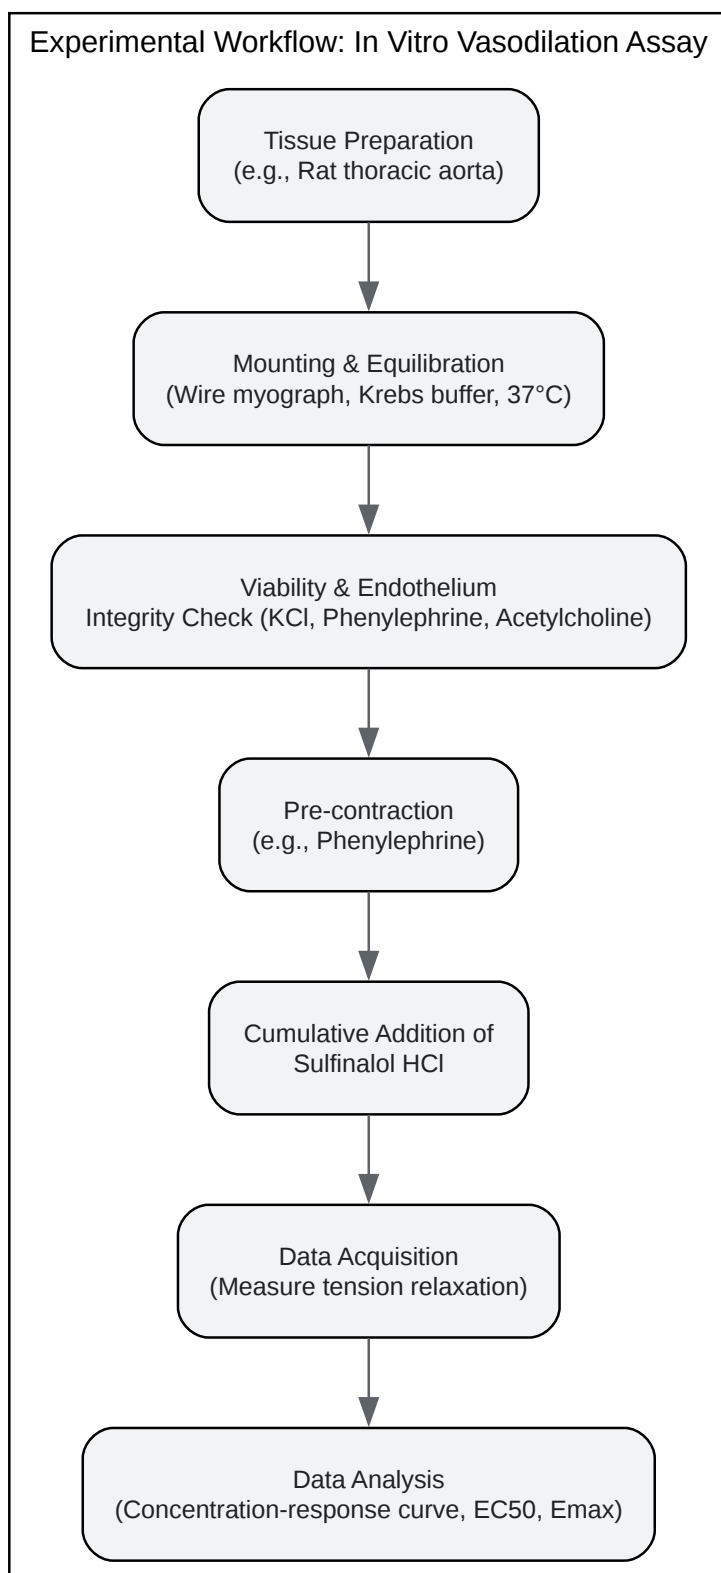 Experimental Workflow: In Vitro Vasodilation Assay
Tissue Preparation
(e.g., Rat thoracic aorta)
Mounting & Equilibration
(Wire myograph, Krebs buffer, 37°C)
Viability & Endothelium
Integrity Check (KCl, Phenylephrine, Acetylcholine)
Pre-contraction
(e.g., Phenylephrine)
Cumulative Addition of
Sulfinalol HCl
Data Acquisition
(Measure tension relaxation)
Data Analysis
(Concentration-response curve, EC50, Emax)